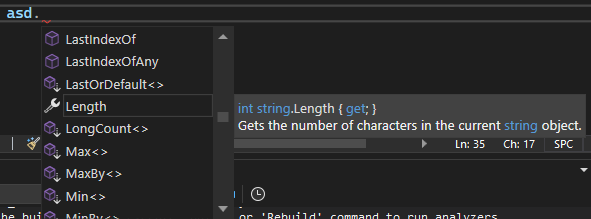 asd.
LastIndexOf
LastIndexOfAny
LastOrDefault<>
Length
int string.Length { get; }
LongCount<>
Gets the number of characters in the current string object.
Max<>
Ln: 35 Ch: 17 SPC
MaxBy<>
Min<>
MinBy<>
he bui or 'Rebuild' command to run analyzers